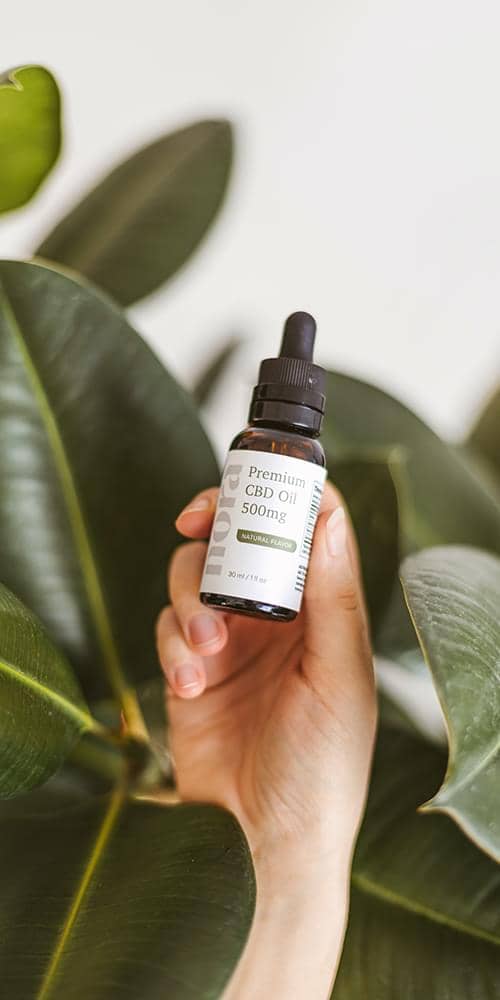 nora
Premium
CBD Oil
500mg
NATURAL FLAVOR
30 ml / 1 fl oz